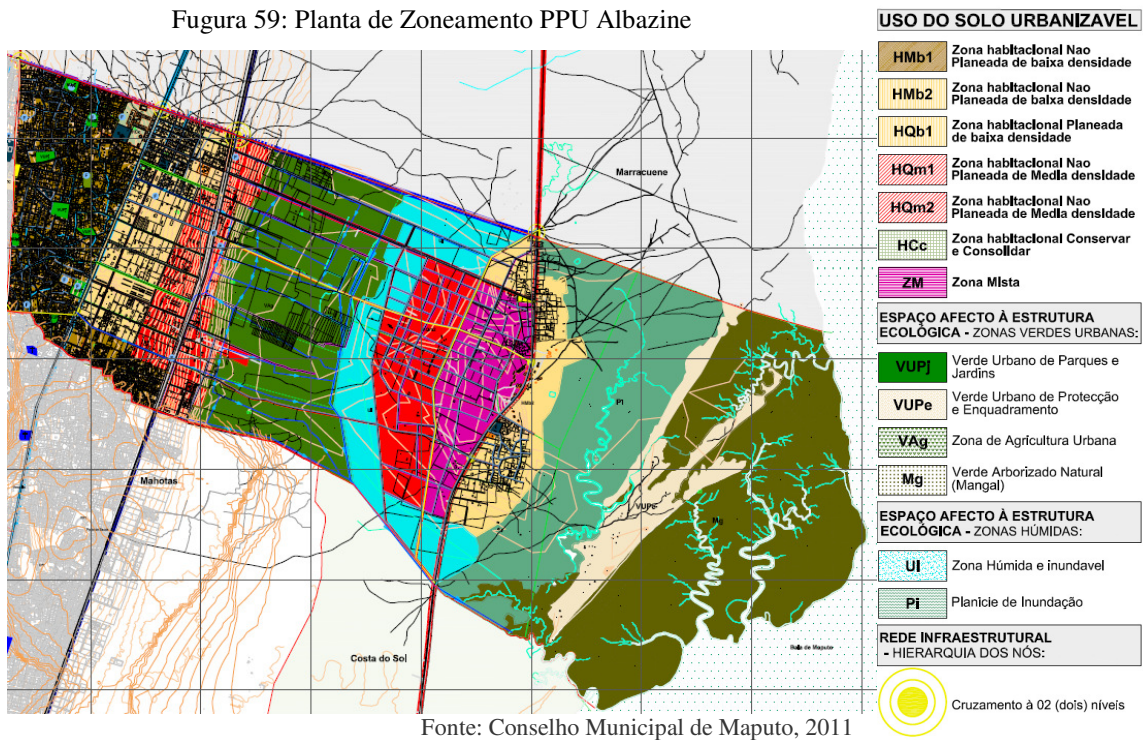 Fugura 59: Planta de Zoneamento PPU Albazine
Marracuene
Mahotas
Costa do Sol
VUPe
Mg
PI
UI
USO DO SOLO URBANIZAVEL
HMb1 Zona habitacional Nao
Planeada de baixa densidade
HMb2 Zona habitacional Nao
Planeada de baixa densidade
HQb1 Zona habitacional Planeada
de baixa densidade
HQm1 Zona habitacional Nao
Planeada de Media densidade
HQm2 Zona habitacional Nao
Planeada de Media densidade
HCc Zona habitacional Conservar
e Consolidar
ZM Zona Mista
ESPAÇO AFECTO À ESTRUTURA
ECOLÓGICA - ZONAS VERDES URBANAS:
VUPj Verde Urbano de Parques e
Jardins
VUPe Verde Urbano de Protecção
e Enquadramento
VAg Zona de Agricultura Urbana
Mg Verde Arborizado Natural
(Mangal)
ESPAÇO AFECTO À ESTRUTURA
ECOLÓGICA - ZONAS HÚMIDAS:
UI Zona Húmida e inundavel
Pi Planicie de Inundação
REDE INFRAESTRUTURAL
- HIERARQUIA DOS NÓS:
Cruzamento à 02 (dois) níveis
Fonte: Conselho Municipal de Maputo, 2011